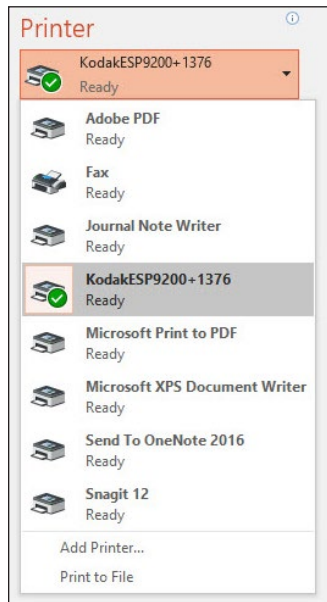 Printer
KodakESP9200+1376
Ready
Adobe PDF
Ready
Fax
Ready
Journal Note Writer
Ready
KodakESP9200+1376
Ready
Microsoft Print to PDF
Ready
Microsoft XPS Document Writer
Ready
Send To OneNote 2016
Ready
Snagit 12
Ready
Add Printer...
Print to File